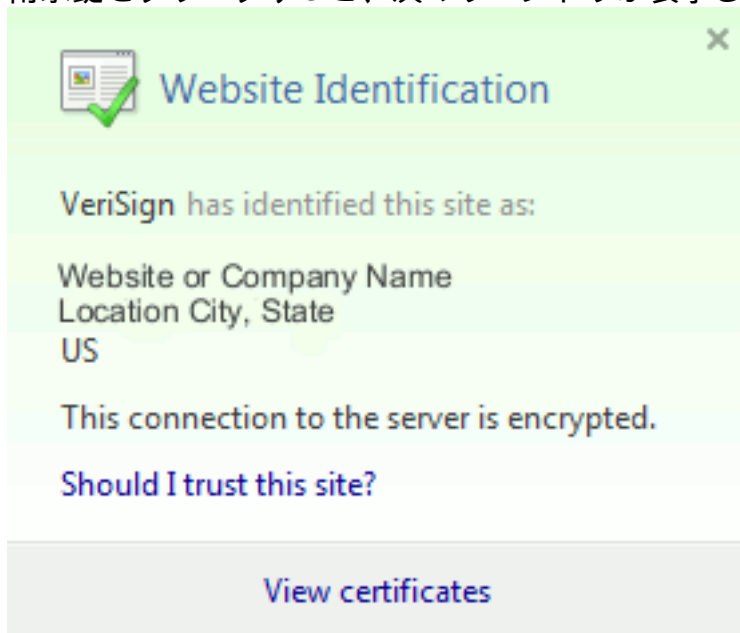 Website Identification
VeriSign has identified this site as:
Website or Company Name
Location City, State
US
This connection to the server is encrypted.
Should I trust this site?
View certificates